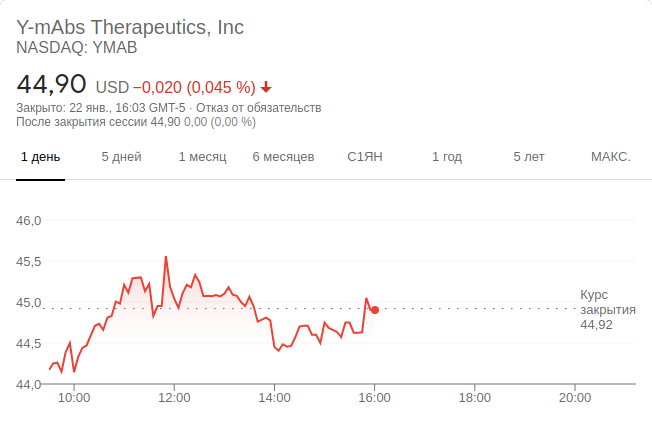 Y-mAbs Therapeutics, Inc
NASDAQ: YMAB
44,90 USD −0,020 (0,045 %)
Закрыто: 22 янв., 16:03 GMT-5 · Отказ от обязательств
После закрытия сессии 44,90 0,00 (0,00 %)
1 день 5 дней 1 месяц 6 месяцев С1ЯН 1 год 5 лет МАКС.
46,0
45,5
45,0
44,5
44,0
Курс
закрытия
44,92
10:00 12:00 14:00 16:00 18:00 20:00